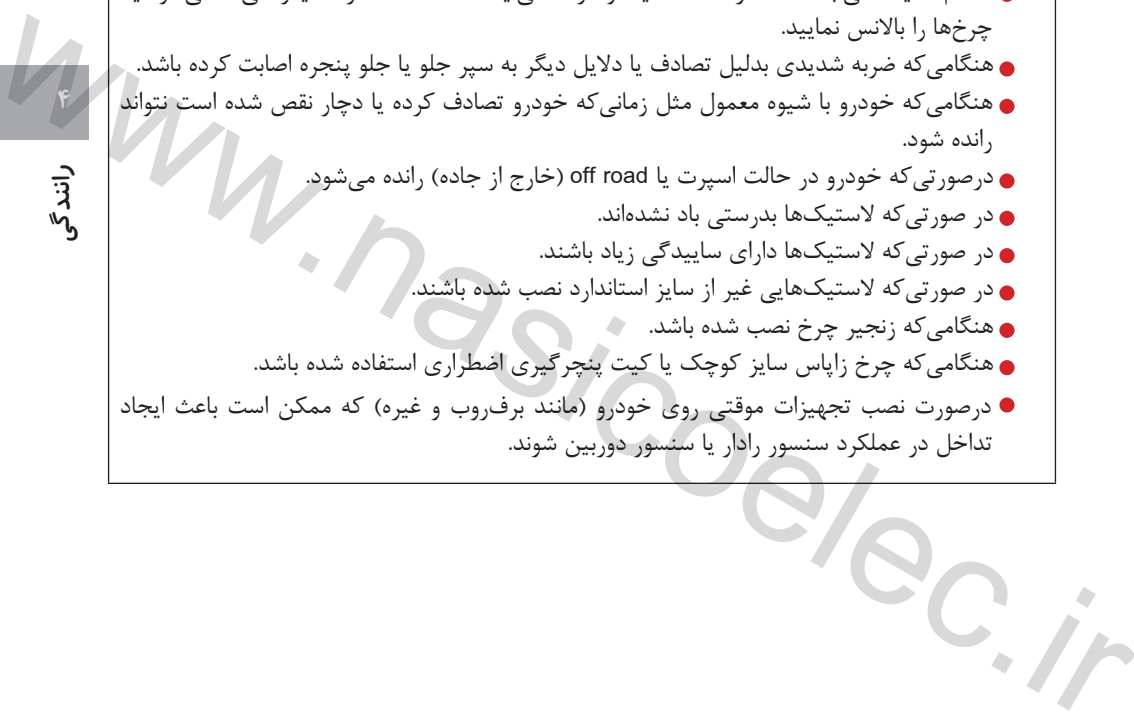 چرخ‌ها را بالانس نمایید.
● هنگامی‌که ضربه شدیدی بدلیل تصادف یا دلایل دیگر به سپر جلو یا جلو پنجره اصابت کرده باشد.
● هنگامی‌که خودرو با شیوه معمول مثل زمانی‌که خودرو تصادف کرده یا دچار نقص شده است نتواند
رانده شود.
● درصورتی‌که خودرو در حالت اسپرت یا off road (خارج از جاده) رانده می‌شود.
● در صورتی‌که لاستیک‌ها بدرستی باد نشده‌اند.
● در صورتی‌که لاستیک‌ها دارای ساییدگی زیاد باشند.
● در صورتی‌که لاستیک‌هایی غیر از سایز استاندارد نصب شده باشند.
● هنگامی‌که زنجیر چرخ نصب شده باشد.
● هنگامی‌که چرخ زاپاس سایز کوچک یا کیت پنچرگیری اضطراری استفاده شده باشد.
● درصورت نصب تجهیزات موقتی روی خودرو (مانند برف‌روب و غیره) که ممکن است باعث ایجاد
تداخل در عملکرد سنسور رادار یا سنسور دوربین شوند.
۴
رانندگی
www.nasicoelec.ir